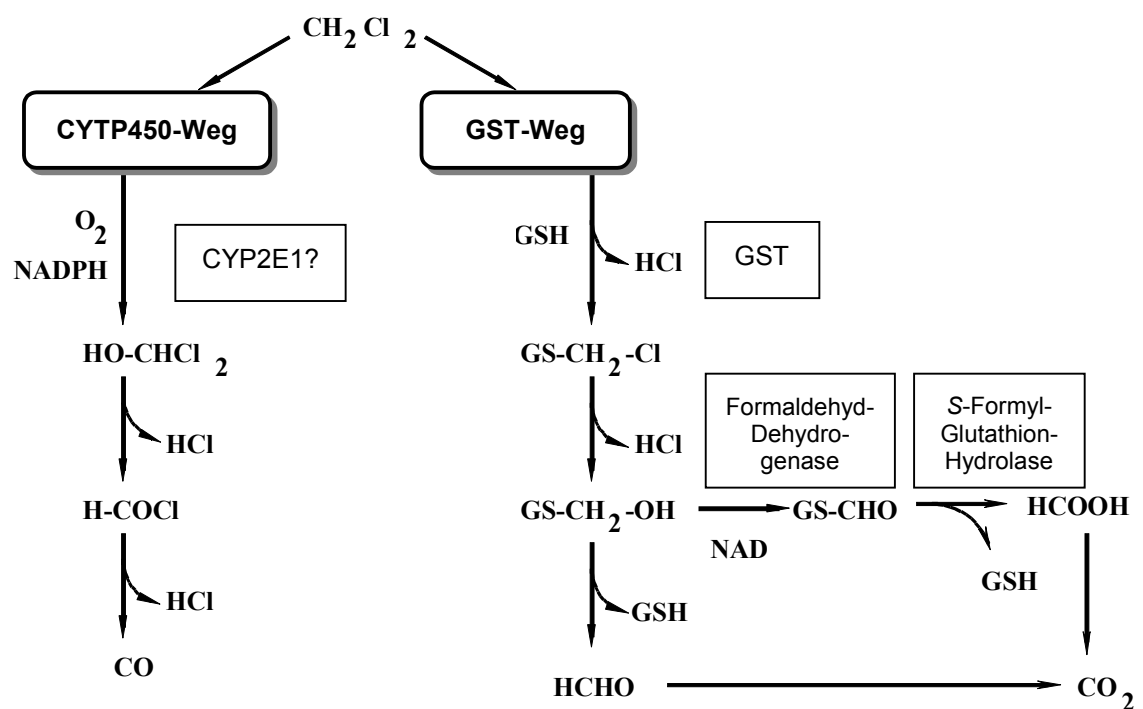 CH2Cl2
CYTP450-Weg
GST-Weg
O2
NADPH
CYP2E1?
GSH
HCl
GST
HO-CHCl2
GS-CH2-Cl
HCl
HCl
Formaldehyd-
Dehydro-
genase
S-Formyl-
Glutathion-
Hydrolase
H-COCl
GS-CH2-OH
NAD
GS-CHO
HCOOH
GSH
HCl
GSH
CO
HCHO
CO2